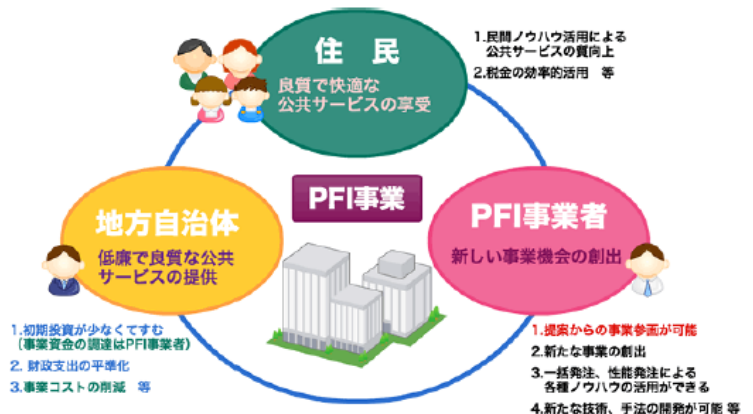 住　民
良質で快適な
公共サービスの享受
1.民間ノウハウ活用による
公共サービスの質向上
2.税金の効率的活用　等
PFI事業
地方自治体
低廉で良質な公共
サービスの提供
PFI事業者
新しい事業機会の創出
1.初期投資が少なくてすむ
（事業資金の調達はPFI事業者）
2. 財政支出の平準化
3.事業コストの削減　等
1.提案からの事業参画が可能
2.新たな事業の創出
3.一括発注、性能発注による
各種ノウハウの活用ができる
4.新たな技術、手法の開発が可能 等